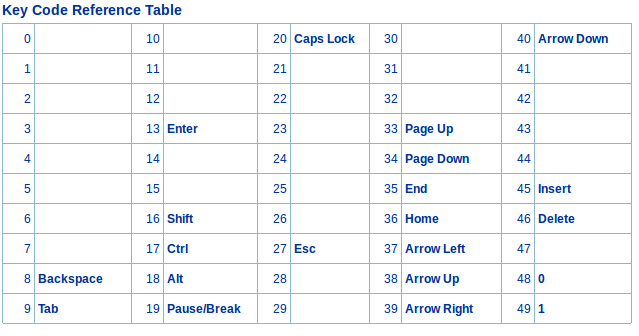 Key Code Reference Table
0 10 20 Caps Lock 30 40 Arrow Down
1 11 21 31 41
2 12 22 32 42
3 13 Enter 23 33 Page Up 43
4 14 24 34 Page Down 44
5 15 25 35 End 45 Insert
6 16 Shift 26 36 Home 46 Delete
7 17 Ctrl 27 Esc 37 Arrow Left 47
8 Backspace 18 Alt 28 38 Arrow Up 48 0
9 Tab 19 Pause/Break 29 39 Arrow Right 49 1